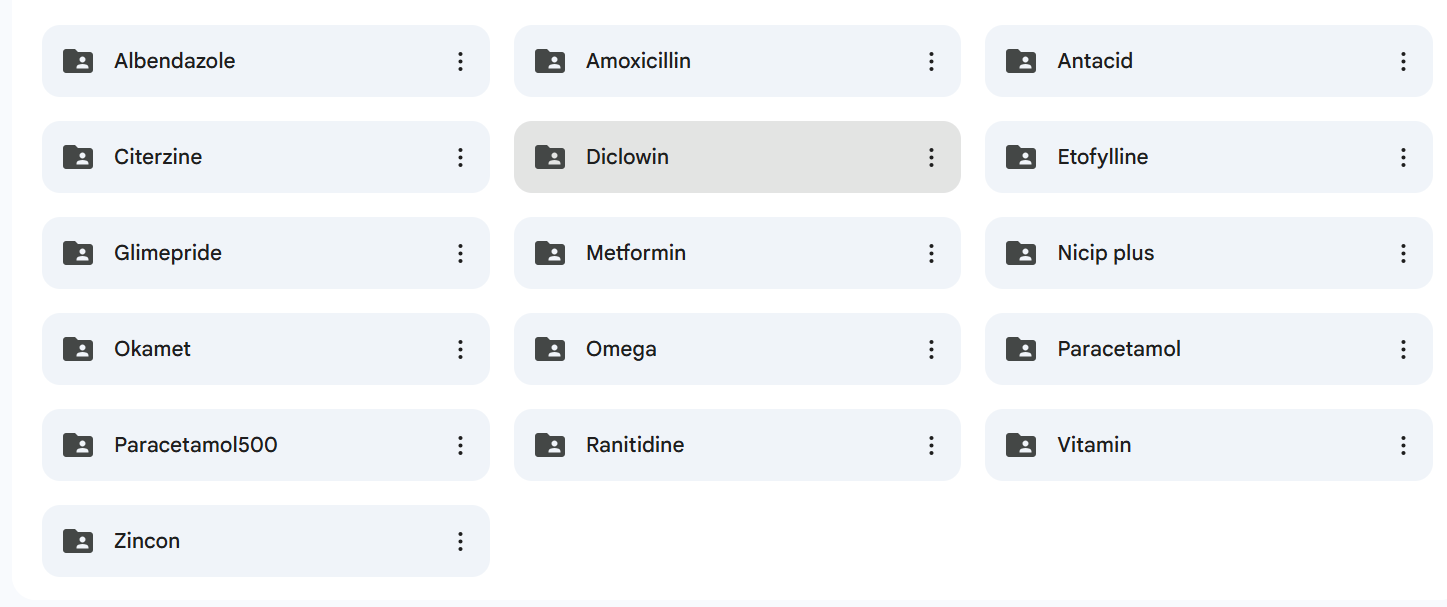 Albendazole
Amoxicillin
Antacid
Citerzine
Diclowin
Etofylline
Glimepride
Metformin
Nicip plus
Okamet
Omega
Paracetamol
Paracetamol500
Ranitidine
Vitamin
Zincon